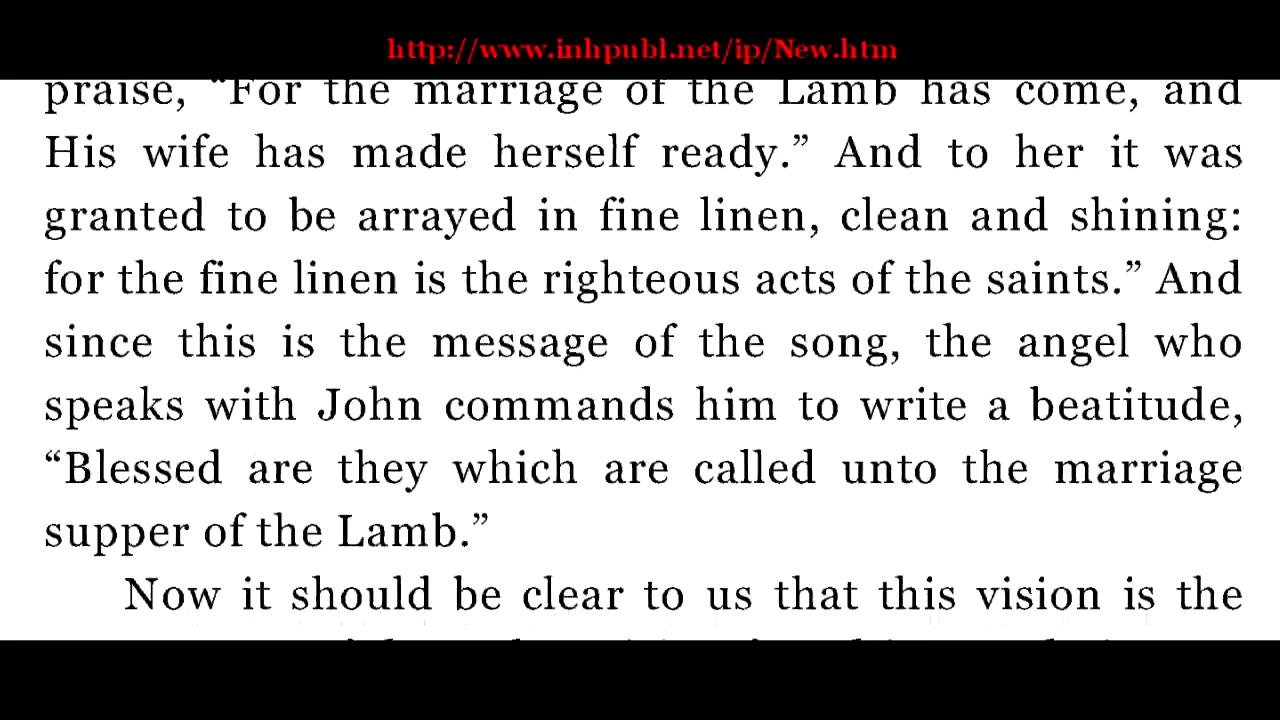 http://www.inhpubl.net/ip/New.htm
praise, “For the marriage of the Lamb has come, and
His wife has made herself ready.” And to her it was
granted to be arrayed in fine linen, clean and shining:
for the fine linen is the righteous acts of the saints.” And
since this is the message of the song, the angel who
speaks with John commands him to write a beatitude,
“Blessed are they which are called unto the marriage
supper of the Lamb.”
Now it should be clear to us that this vision is the